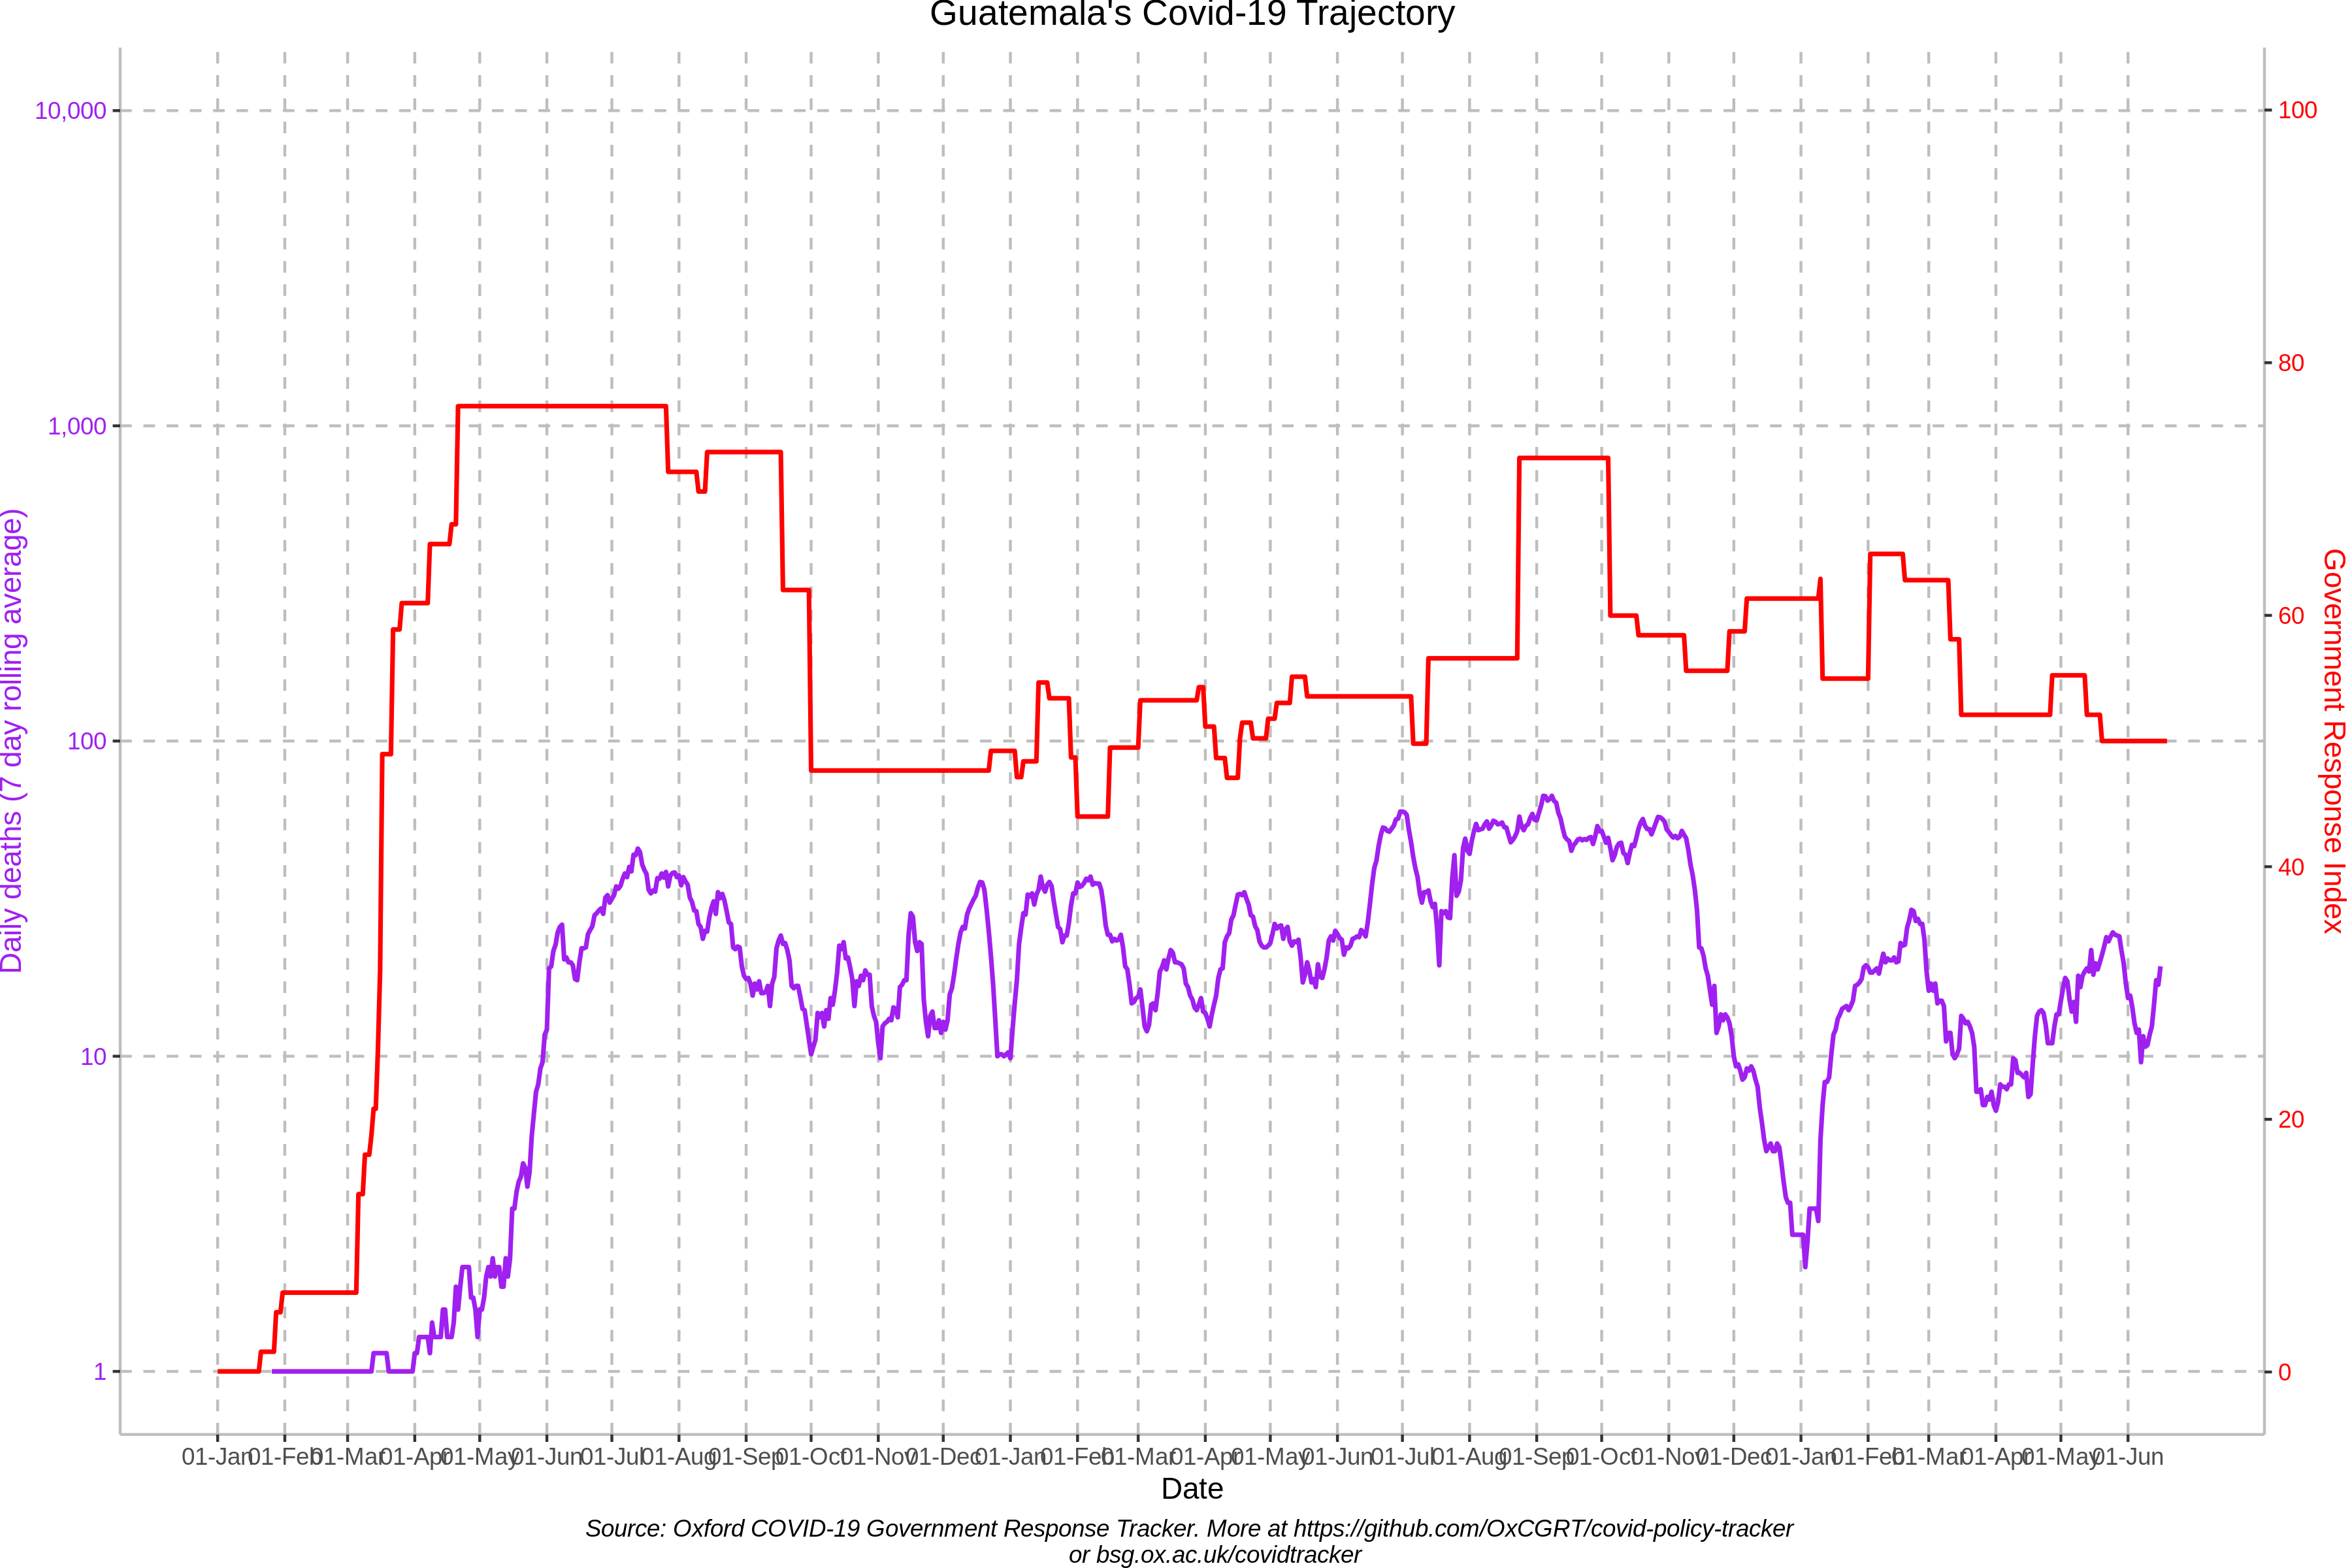 Guatemala's Covid-19 Trajectory
10,000
1,000
100
10
1
Daily deaths (7 day rolling average)
100
80
60
40
20
0
Government Response Index
01-Jan 01-Feb 01-Mar 01-Apr 01-May 01-Jun 01-Jul 01-Aug 01-Sep 01-Oct 01-Nov 01-Dec 01-Jan 01-Feb 01-Mar 01-Apr 01-May 01-Jun 01-Jul 01-Aug 01-Sep 01-Oct 01-Nov 01-Dec 01-Jan 01-Feb 01-Mar 01-Apr 01-May 01-Jun
Date
Source: Oxford COVID-19 Government Response Tracker. More at https://github.com/OxCGRT/covid-policy-tracker
or bsg.ox.ac.uk/covidtracker